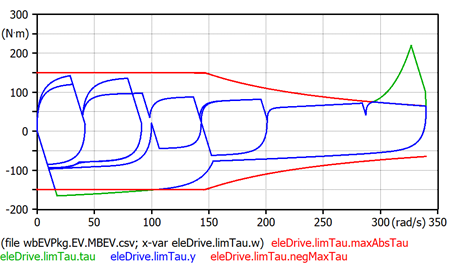 300
(N·m)
200
100
0
-100
-200
0 50 100 150 200 250 300 (rad/s) 350
(file wbEVPkg.EV.MBEV.csv; x-var eleDrive.limTau.w) eleDrive.limTau.maxAbsTau
eleDrive.limTau.tau eleDrive.limTau.y eleDrive.limTau.negMaxTau